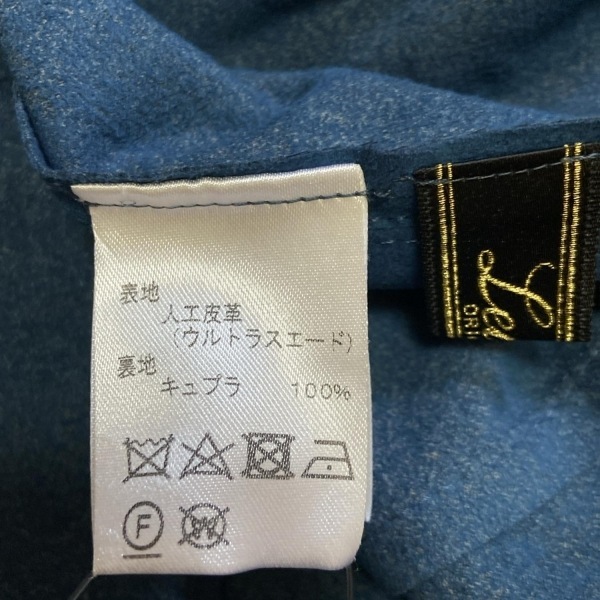 表地
人工皮革
(ウルトラスエード)
裏地
キュプラ 100%
F
W